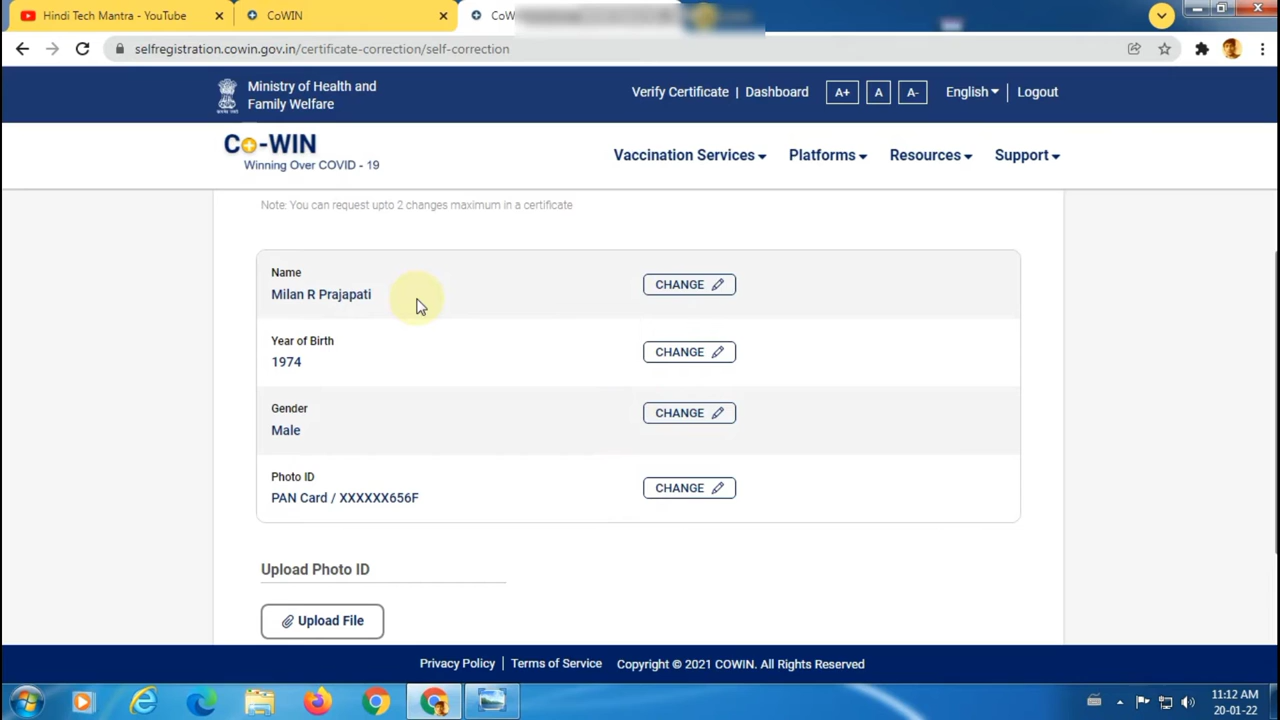 Hindi Tech Mantra - YouTube
CoWIN
CoW
selfregistration.cowin.gov.in/certificate-correction/self-correction
Ministry of Health and
Family Welfare
Verify Certificate | Dashboard
A+
A
A-
English
Logout
Co-WIN
Winning Over COVID - 19
Vaccination Services
Platforms
Resources
Support
Note: You can request upto 2 changes maximum in a certificate
Name
Milan R Prajapati
CHANGE
Year of Birth
1974
CHANGE
Gender
Male
CHANGE
Photo ID
PAN Card / XXXXXX656F
CHANGE
Upload Photo ID
Upload File
Privacy Policy | Terms of Service Copyright © 2021 COWIN. All Rights Reserved
11:12 AM
20-01-22